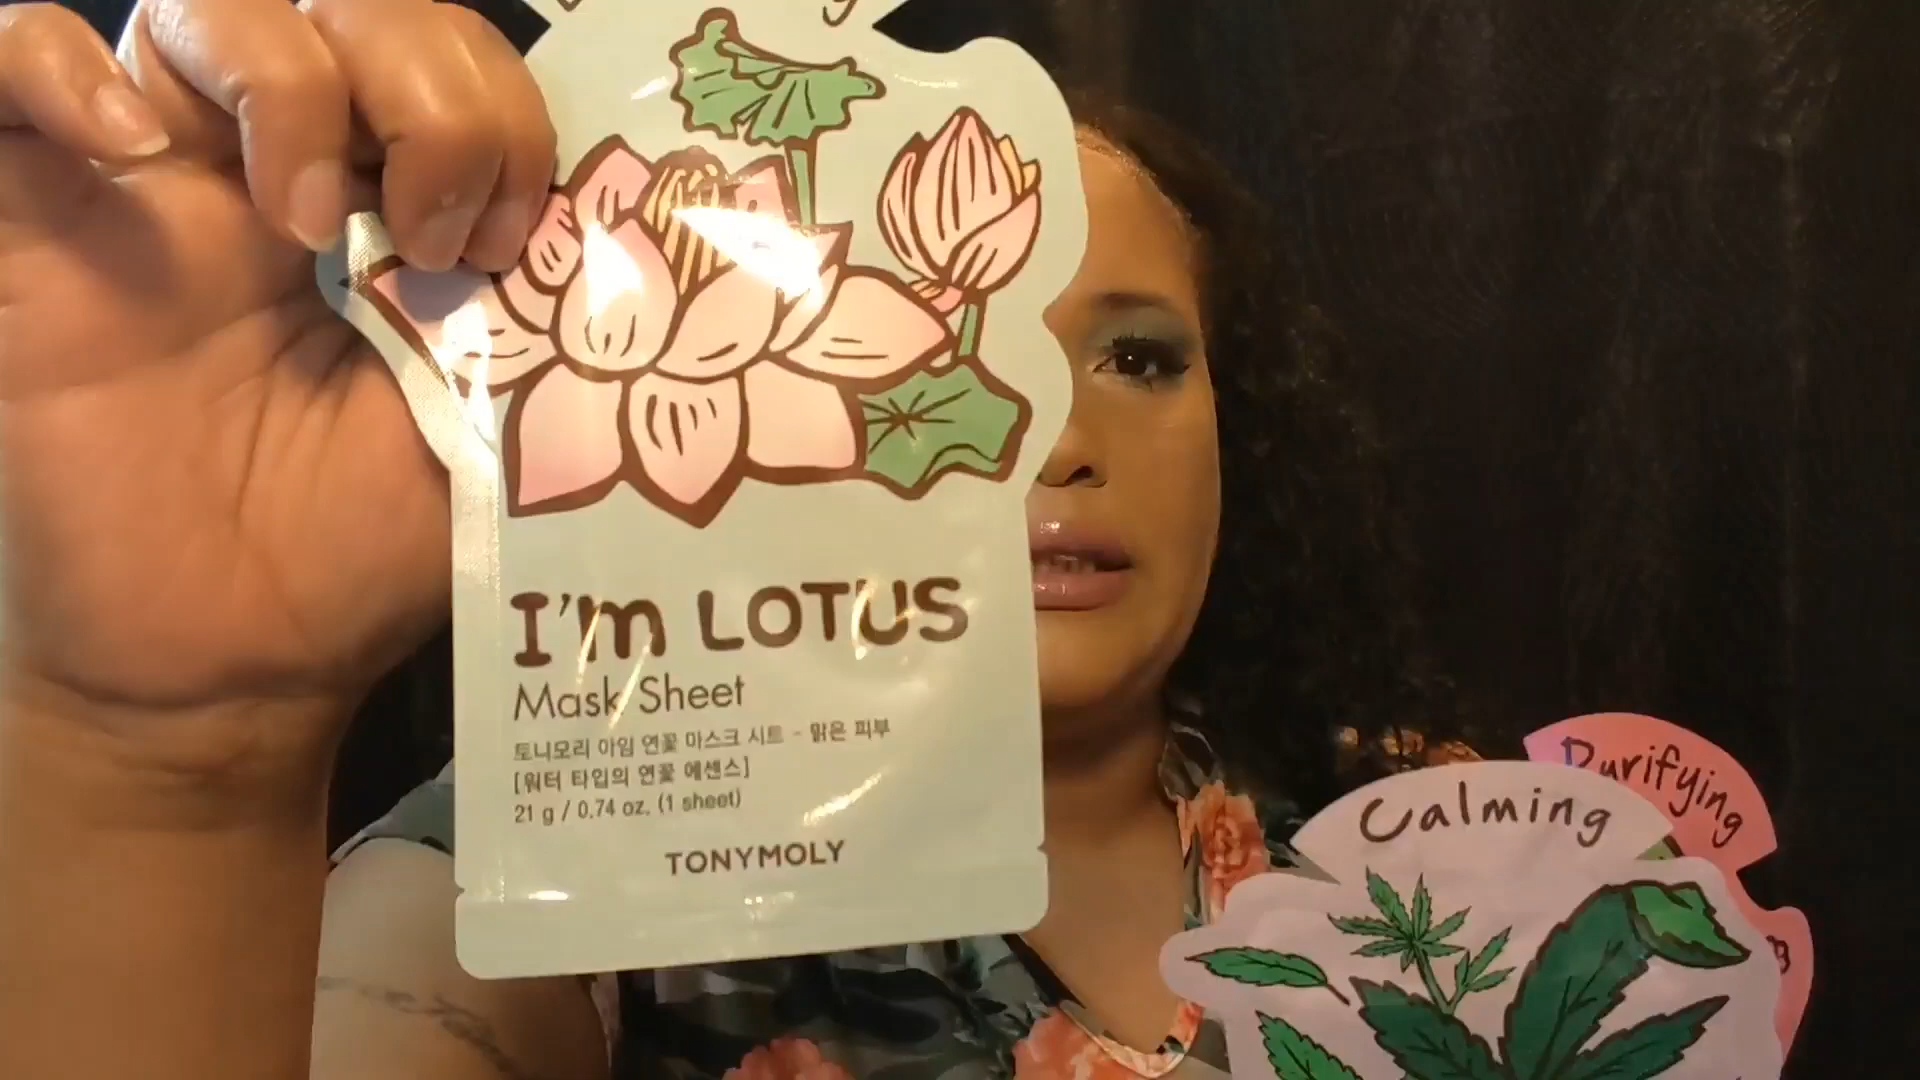 I'm LOTUS
Mask Sheet
토니모리 아임 연꽃 마스크 시트 - 맑은 피부
[워터 타입의 연꽃 에센스]
21 g / 0.74 oz. (1 sheet)
TONYMOLY
Purifying
Calming